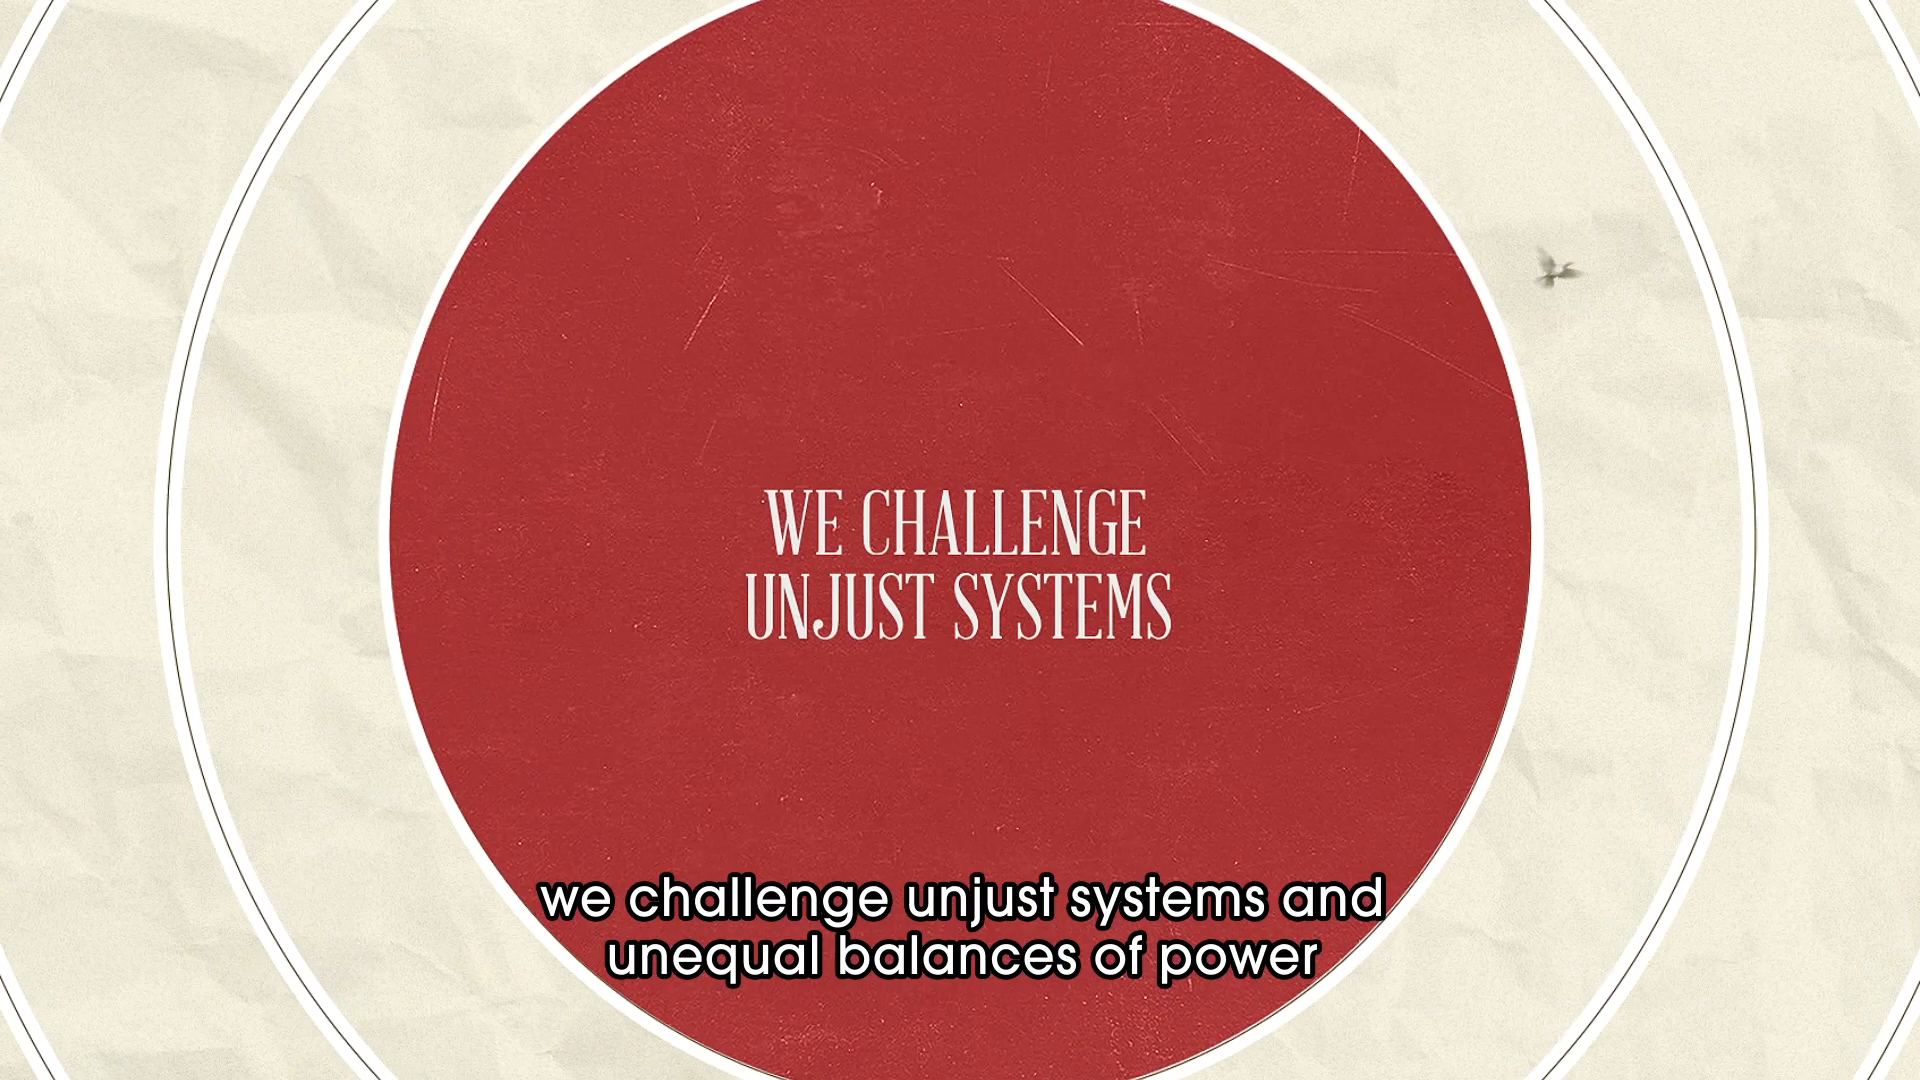 WE CHALLENGE
UNJUST SYSTEMS
we challenge unjust systems and
unequal balances of power